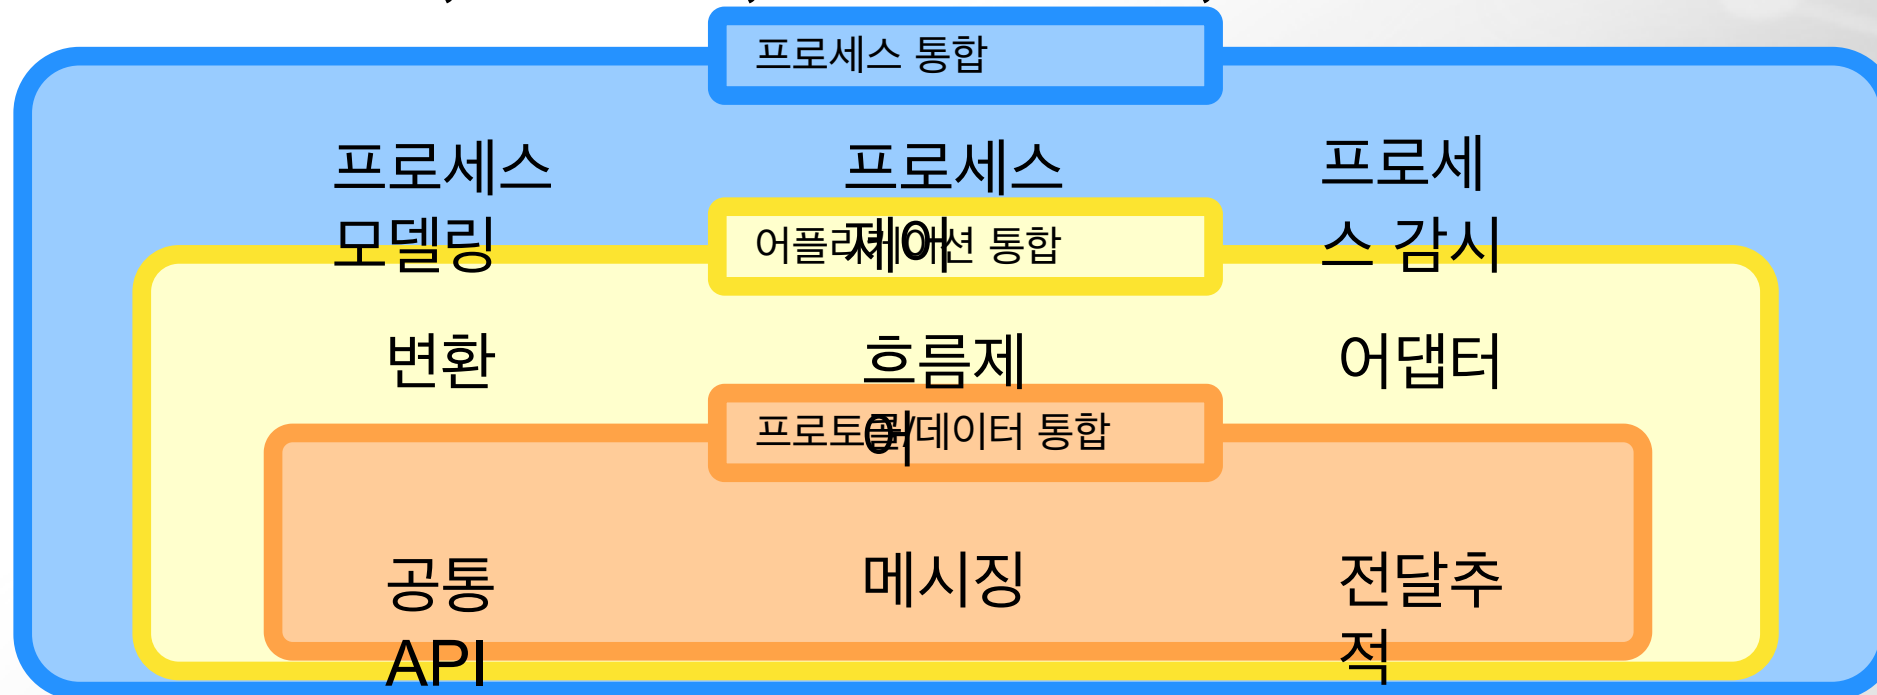 프로세스 통합
프로세스
모델링
프로세스
제어
프로세
스 감시
어플리케이션 통합
변환
흐름제
어
어댑터
프로토콜/데이터 통합
공통
API
메시징
전달추
적